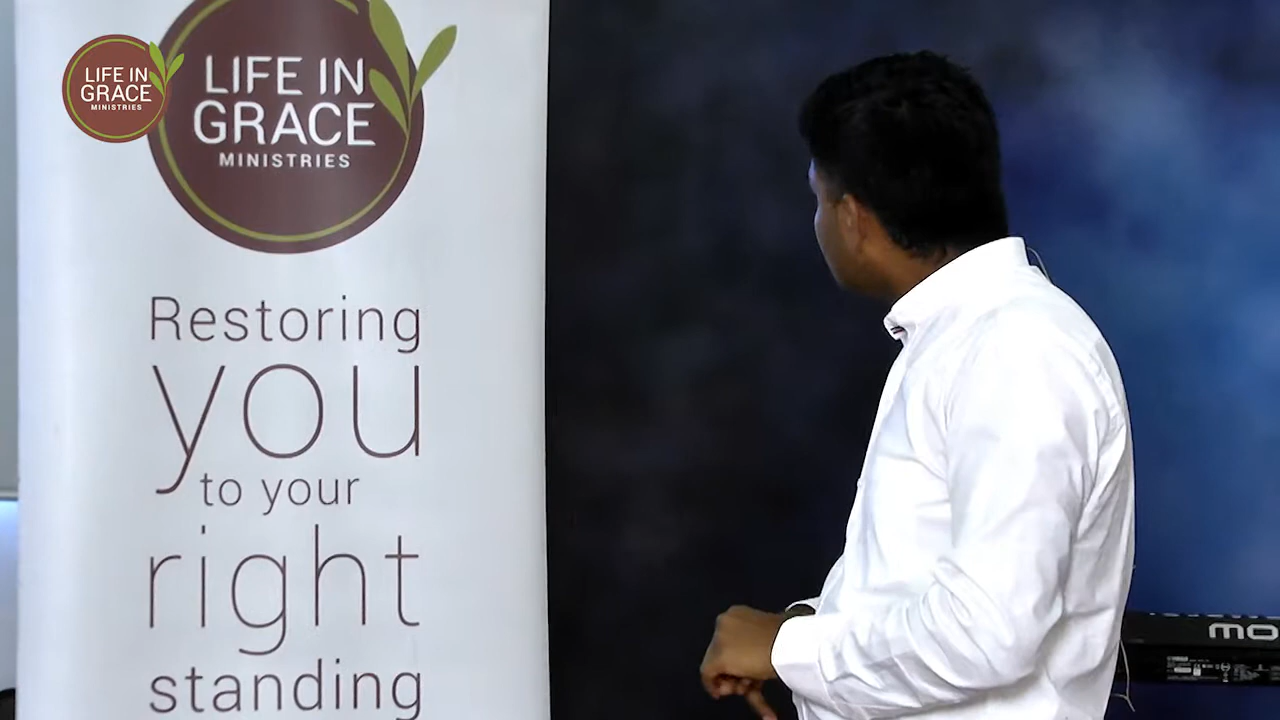 LIFE IN
GRACE
MINISTRIES
LIFE IN
GRACE
MINISTRIES
Restoring
you
to your
right
standing
mo